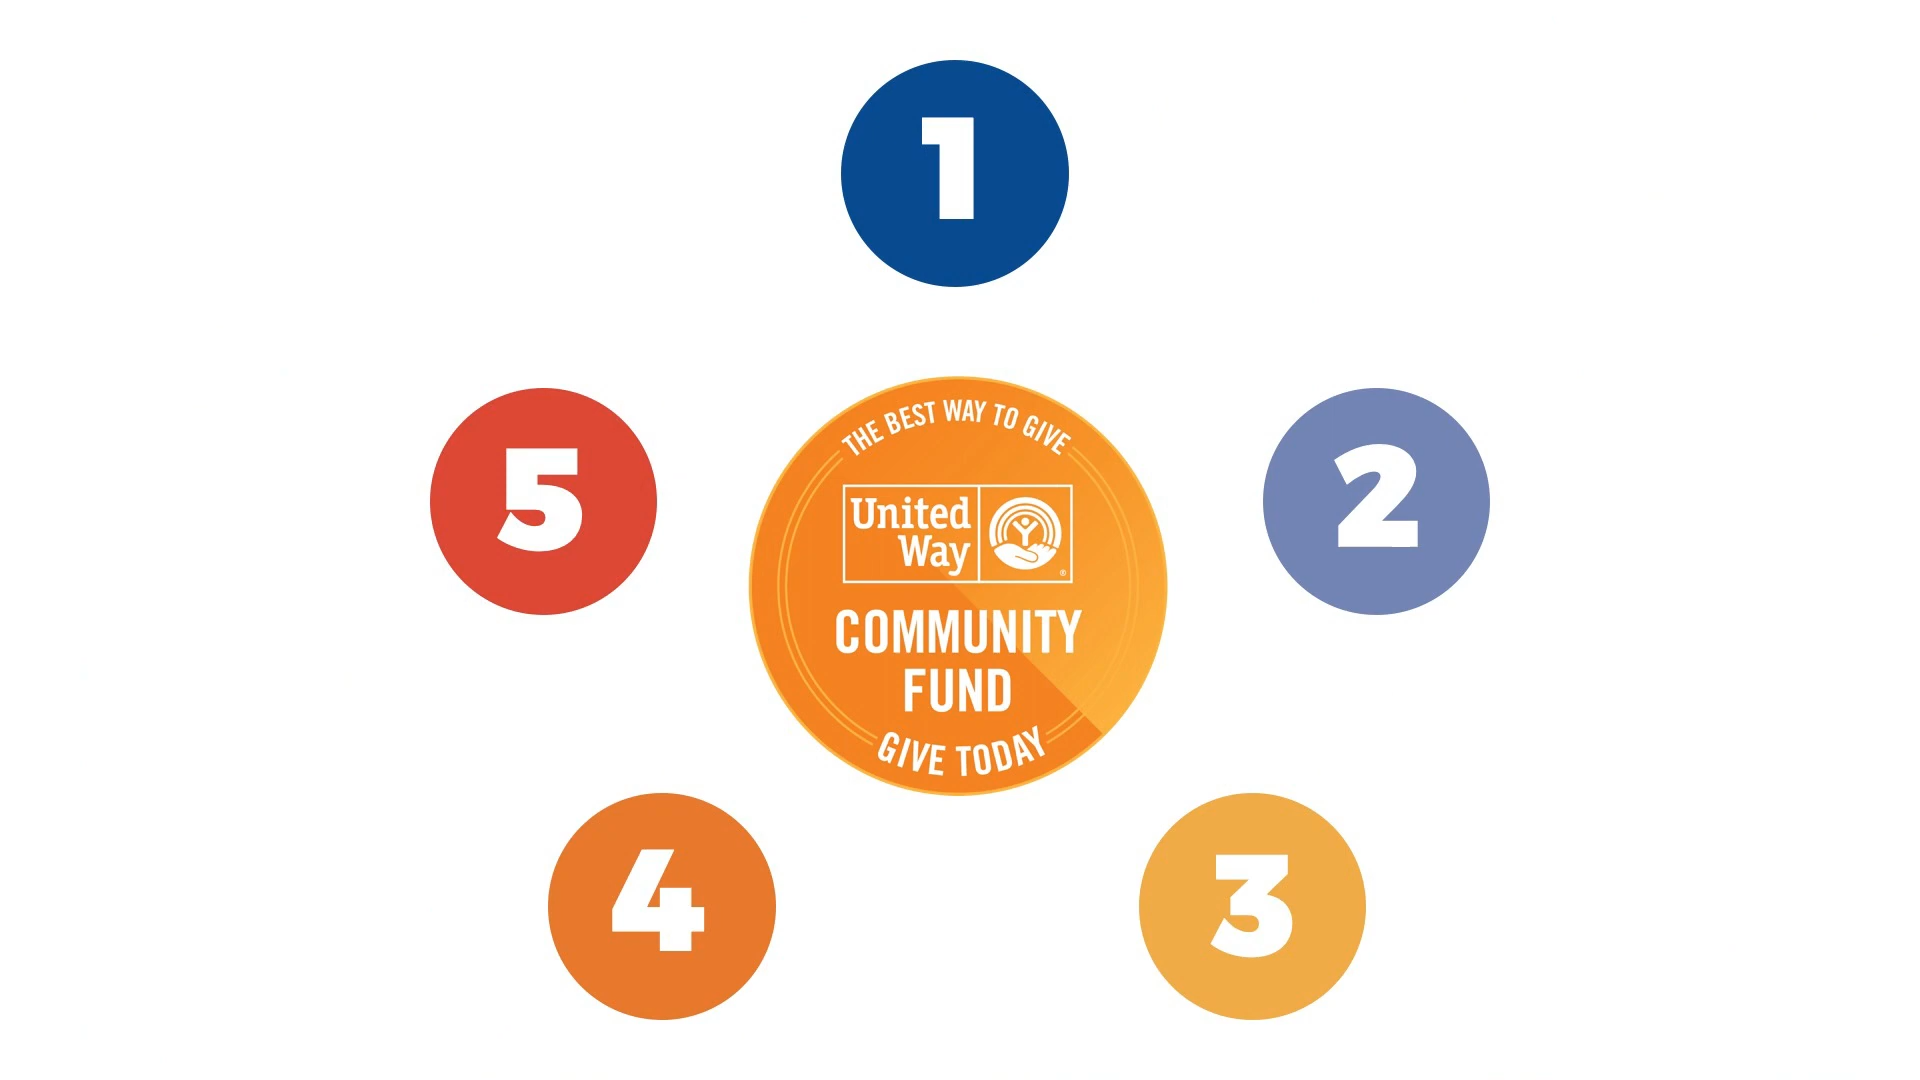 1
5
2
THE BEST WAY TO GIVE
United
Way
®
COMMUNITY
FUND
GIVE TODAY
4
3